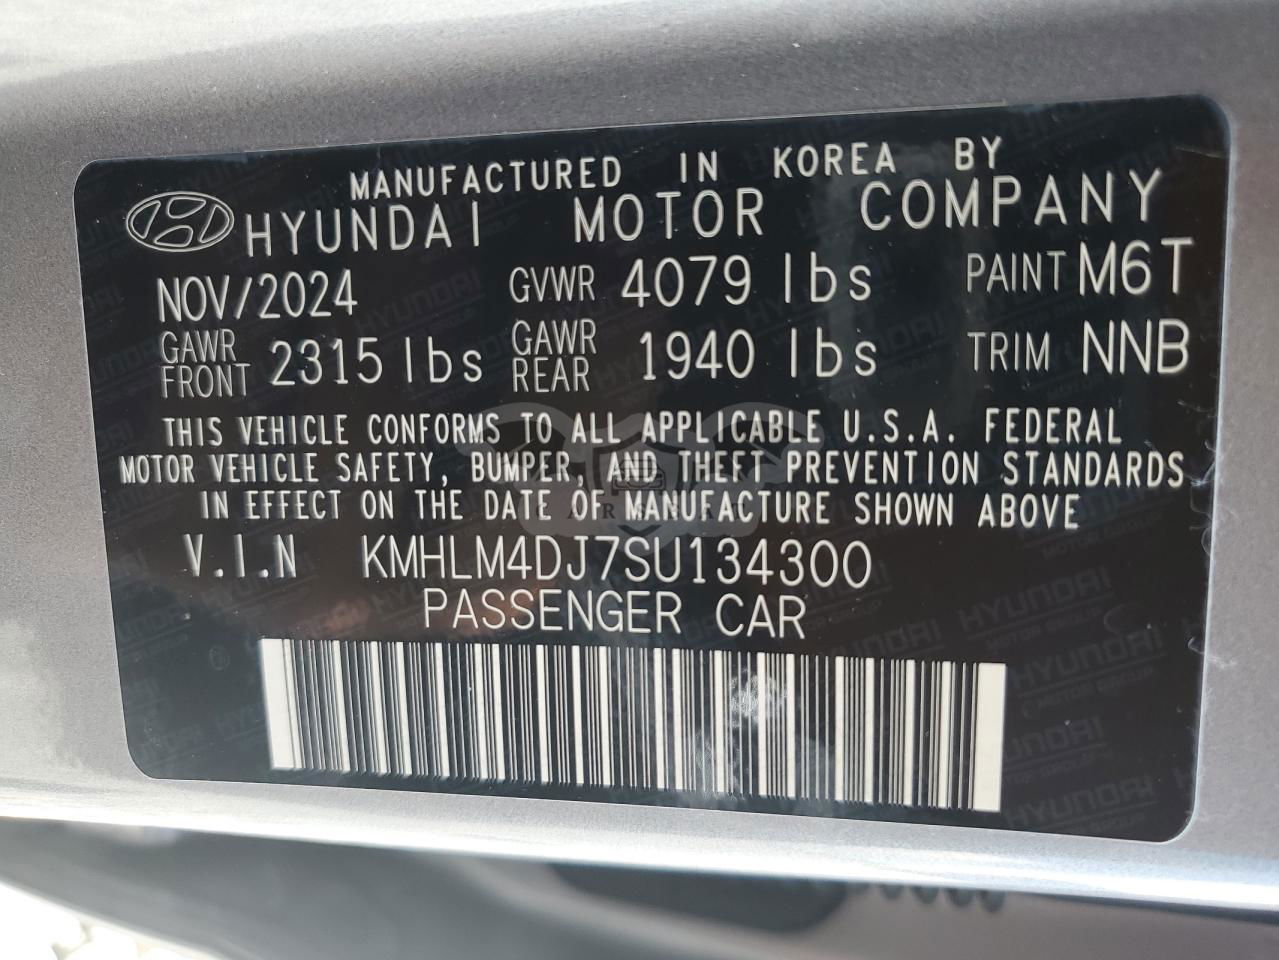 MANUFACTURED IN KOREA BY
HYUNDAI MOTOR COMPANY
NOV/2024 GVWR 4079 lbs PAINT M6T
GAWR FRONT 2315 lbs GAWR REAR 1940 lbs TRIM NNB
THIS VEHICLE CONFORMS TO ALL APPLICABLE U.S.A. FEDERAL
MOTOR VEHICLE SAFETY, BUMPER, AND THEFT PREVENTION STANDARDS
IN EFFECT ON THE DATE OF MANUFACTURE SHOWN ABOVE
V.I.N KMHLM4DJ7SU134300
PASSENGER CAR